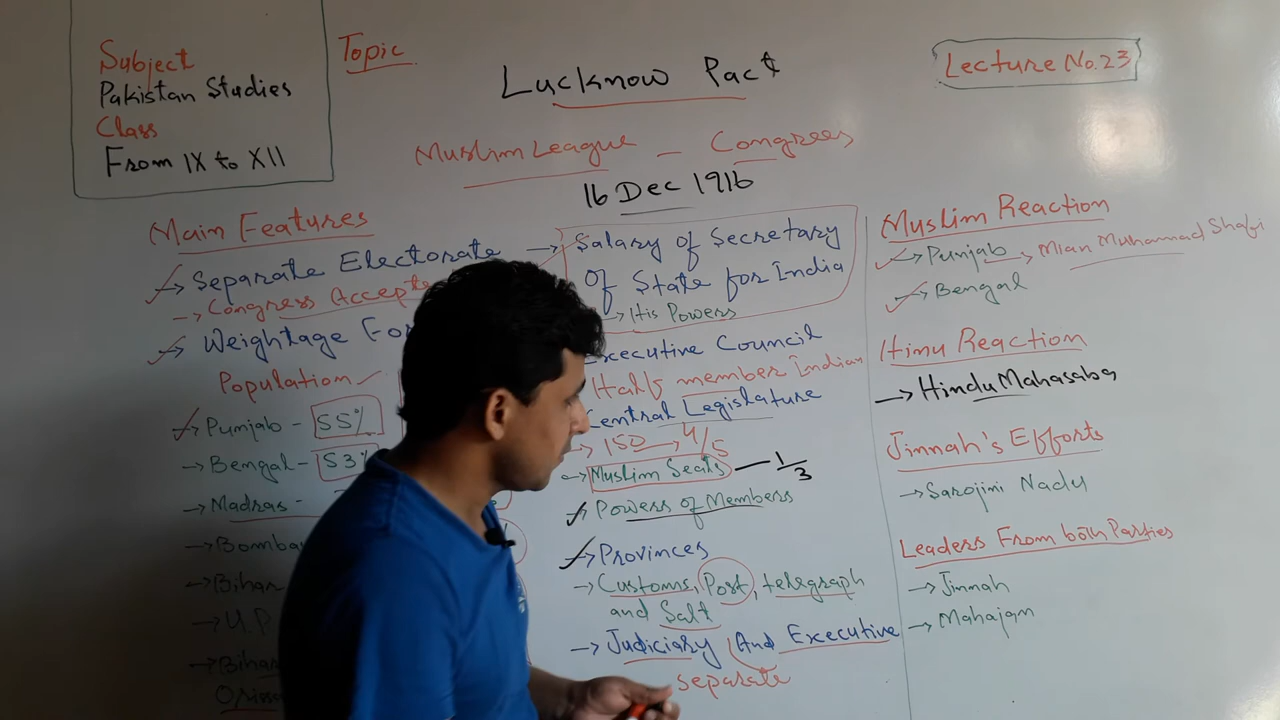 Subject
Pakistan Studies
Class
From IX to XII
Topic
Lucknow Pact
Lecture No.23
Muslim League - Congrees
16 Dec 1916
Main Features
→ Separate Electorate
→ Congress Accepte
→ Weightage For
Population
→ Punjab - 55%
→ Bengal - 53%
→ Madras -
→ Bombay
→ Bihar
→ U.P
→ Bihar
Orissa
→ Salary of Secretary
Of State for India
→ His Powers
Executive Council
Half member Indian
Central Legislature
→ 150 → 4/5
→ Muslim Seats — 1/3
→ Powers of Members
→ Provinces
→ Customs, Post, telegraph
and Salt
→ Judiciary And Executive
separate
Muslim Reaction
→ Punjab → Mian Muhammad Shafi
→ Bengal
Hinu Reaction
→ Hindu Mahasaba
Jinnah's Efforts
→ Sarojini Nadu
Leaders From both Parties
→ Jinnah
→ Mahajam